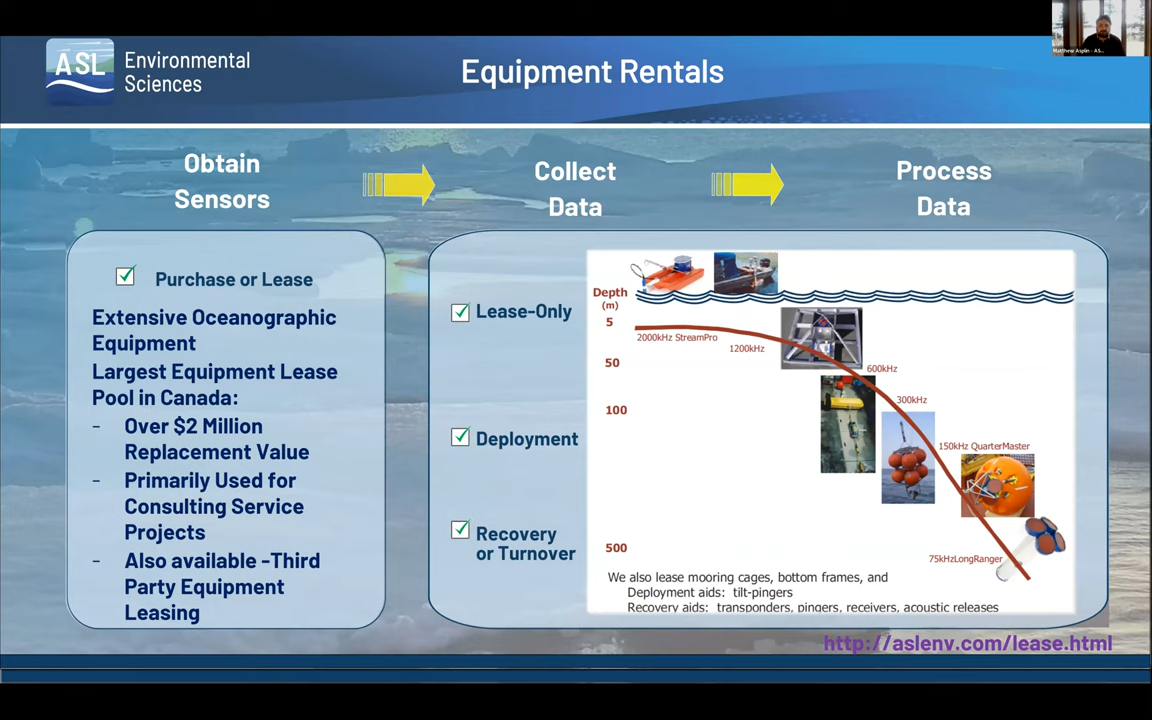 Matthew Asplin - AS...
ASL Environmental
Sciences
Equipment Rentals
Obtain
Sensors
Collect
Data
Process
Data
Purchase or Lease
Extensive Oceanographic
Equipment
Largest Equipment Lease
Pool in Canada:
- Over $2 Million
Replacement Value
- Primarily Used for
Consulting Service
Projects
- Also available -Third
Party Equipment
Leasing
Lease-Only
Deployment
Recovery
or Turnover
Depth
(m)
5
50
100
500
2000kHz StreamPro
1200kHz
600kHz
300kHz
150kHz QuarterMaster
75kHzLongRanger
We also lease mooring cages, bottom frames, and
Deployment aids: tilt-pingers
Recovery aids: transponders, pingers, receivers, acoustic releases
http://aslenv.com/lease.html